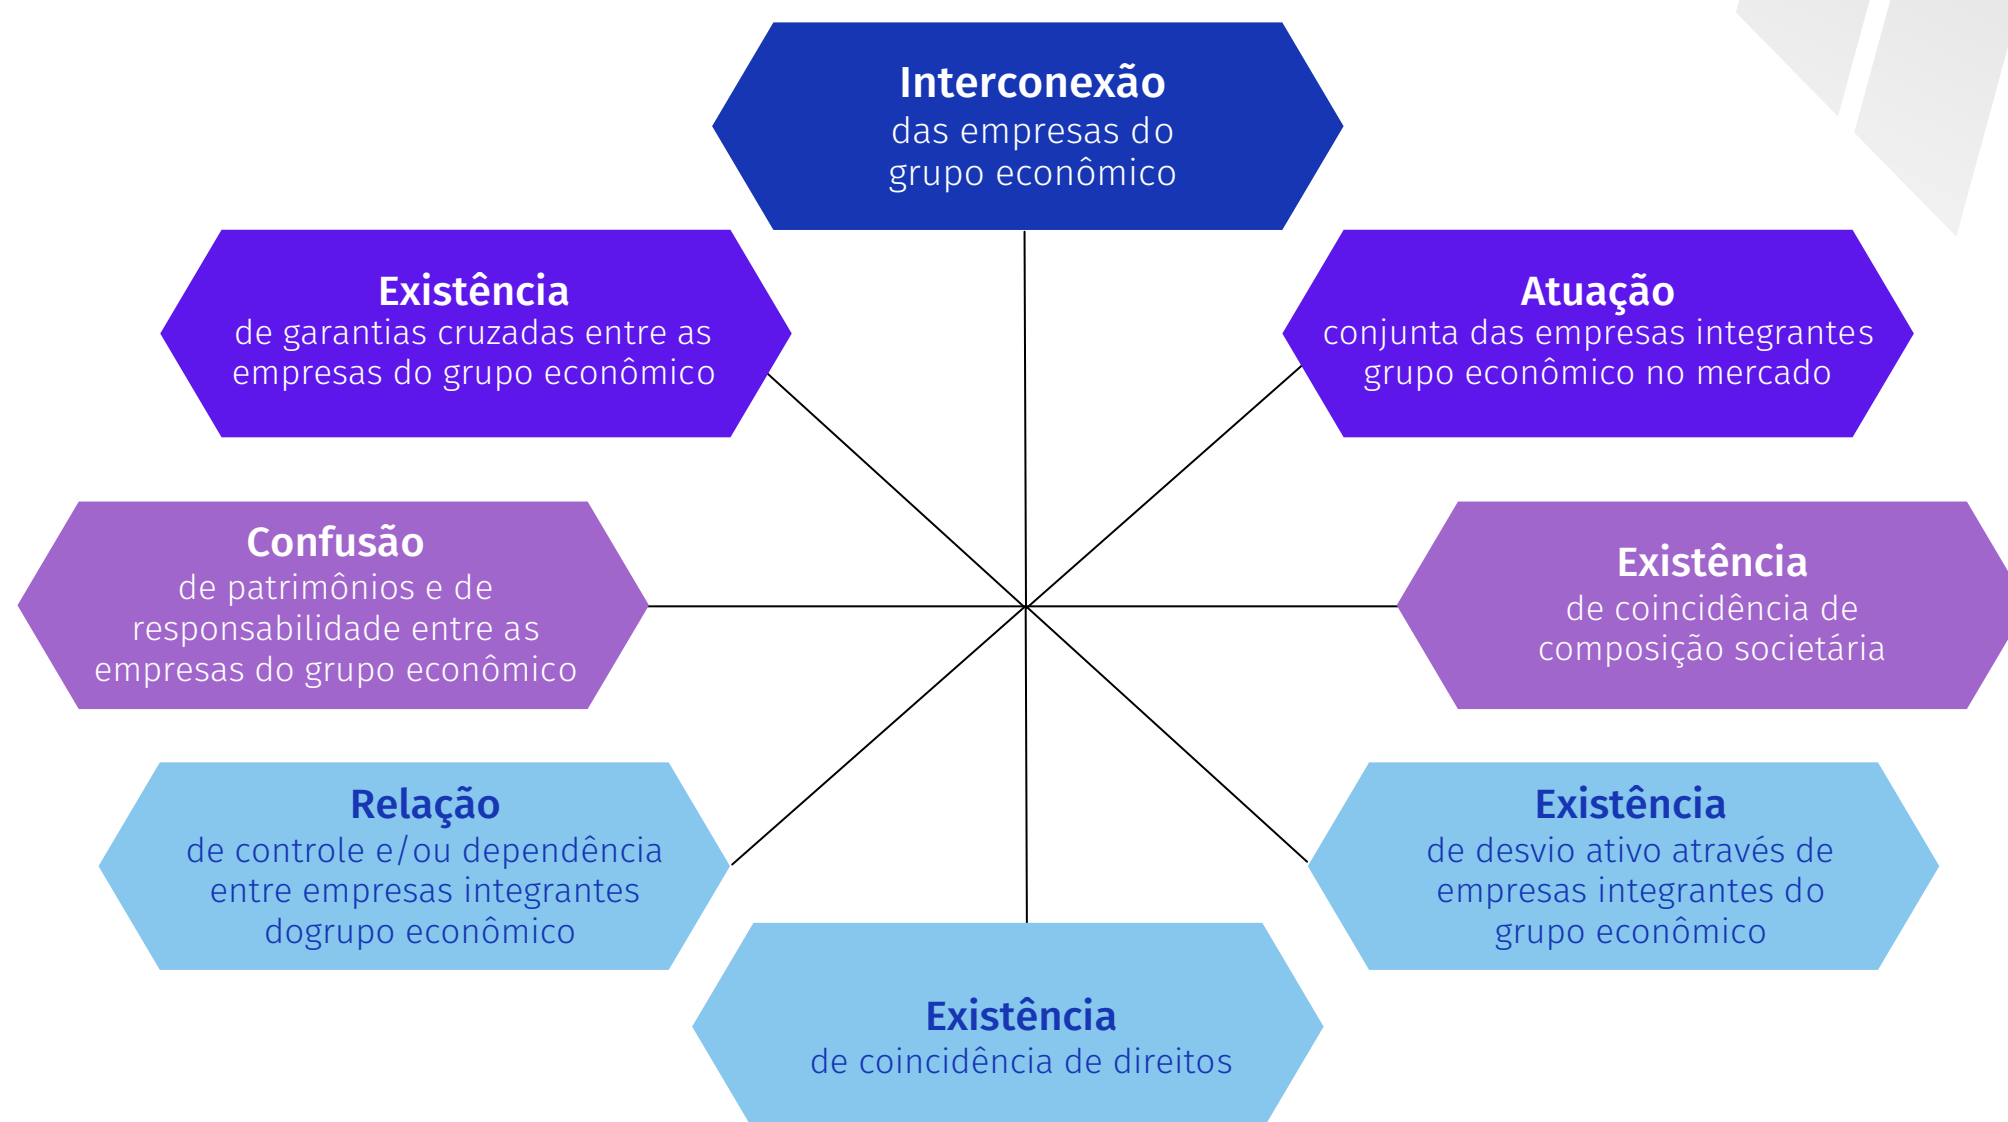 Interconexão
das empresas do
grupo econômico
Existência
de garantias cruzadas entre as
empresas do grupo econômico
Atuação
conjunta das empresas integrantes
grupo econômico no mercado
Confusão
de patrimônios e de
responsabilidade entre as
empresas do grupo econômico
Existência
de coincidência de
composição societária
Relação
de controle e/ou dependência
entre empresas integrantes
dogrupo econômico
Existência
de desvio ativo através de
empresas integrantes do
grupo econômico
Existência
de coincidência de direitos